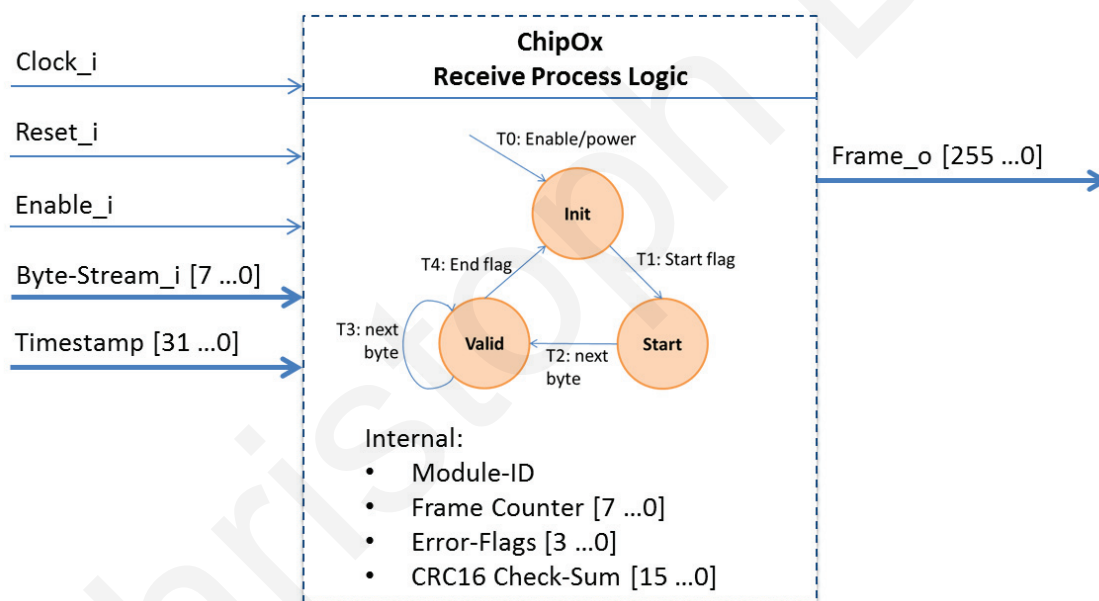 ChipOx
Receive Process Logic
Clock_i
Reset_i
Enable_i
Byte-Stream_i [7 ...0]
Timestamp [31 ...0]
T0: Enable/power
Init
T4: End flag
T1: Start flag
T3: next
byte
Valid
T2: next
byte
Start
Internal:
• Module-ID
• Frame Counter [7 ...0]
• Error-Flags [3 ...0]
• CRC16 Check-Sum [15 ...0]
Frame_o [255 ...0]
hristoph